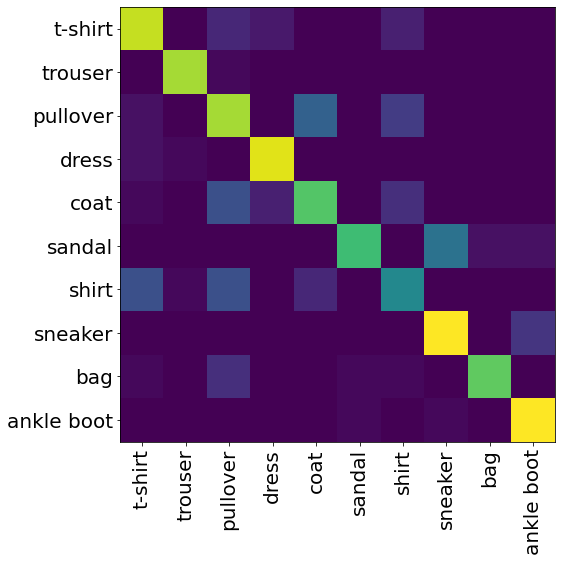 t-shirt
trouser
pullover
dress
coat
sandal
shirt
sneaker
bag
ankle boot
t-shirt
trouser
pullover
dress
coat
sandal
shirt
sneaker
bag
ankle boot